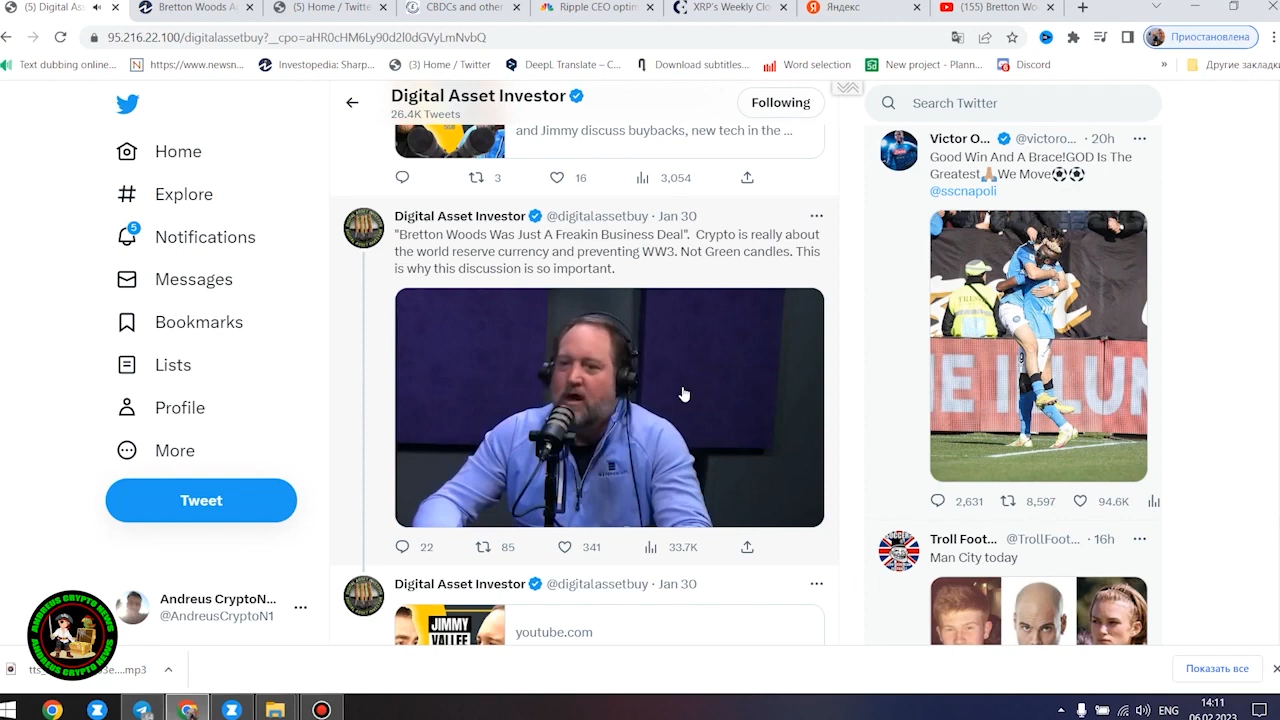 (5) Digital As
Bretton Woods A
(5) Home / Twitte
CBDCs and other
Ripple CEO optim
XRP's Weekly Clo
Яндекс
(155) Bretton Wo
95.216.22.100/digitalassetbuy?__cpo=aHR0cHM6Ly90d2l0dGVyLmNvbQ
Приостановлена
Text dubbing online...
https://www.newsn...
Investopedia: Sharp...
(3) Home / Twitter
DeepL Translate – C...
Download subtitles...
Word selection
New project - Plann...
Discord
»
Другие закладки
Home
Explore
5
Notifications
Messages
Bookmarks
Lists
Profile
More
Tweet
Andreus CryptoN...
@AndreusCryptoN1
ANDREUS CRYPTO NEWS
ANDREUS CRYPTO NEWS
Digital Asset Investor
26.4K Tweets
Following
and Jimmy discuss buybacks, new tech in the ...
3
16
3,054
Digital Asset Investor @digitalassetbuy · Jan 30
"Bretton Woods Was Just A Freakin Business Deal". Crypto is really about
the world reserve currency and preventing WW3. Not Green candles. This
is why this discussion is so important.
22
85
341
33.7K
Digital Asset Investor @digitalassetbuy · Jan 30
JIMMY
VALLEE
youtube.com
Search Twitter
Victor O... @victoro... · 20h
Good Win And A Brace!GOD Is The
Greatest🙏🏽We Move⚽⚽
@sscnapoli
2,631
8,597
94.6K
Troll Foot... @TrollFoot... · 16h
Man City today
Показать все
14:11
ENG
06.02.2023